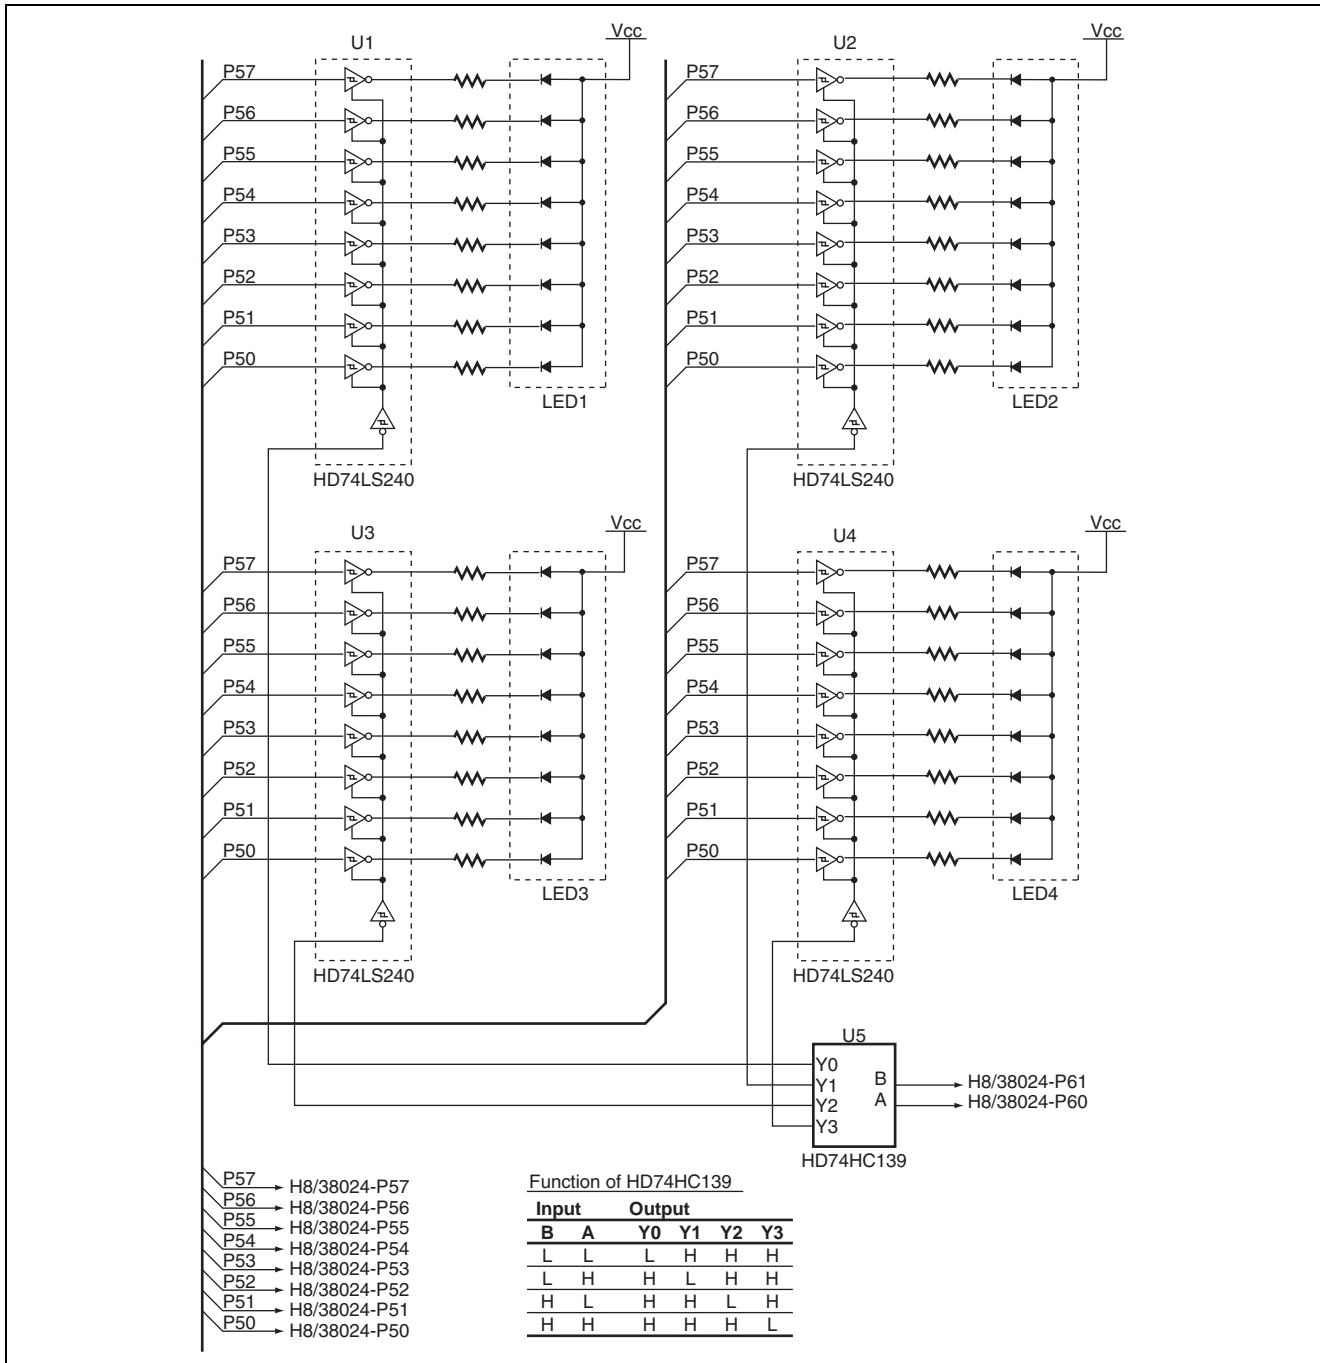 Vcc
Vcc
U1
U2
P57
P56
P55
P54
P53
P52
P51
P50
LED1
HD74LS240
P57
P56
P55
P54
P53
P52
P51
P50
LED2
HD74LS240
Vcc
Vcc
U3
U4
P57
P56
P55
P54
P53
P52
P51
P50
LED3
HD74LS240
P57
P56
P55
P54
P53
P52
P51
P50
LED4
HD74LS240
U5
Y0
Y1
Y2
Y3
B
A
H8/38024-P61
H8/38024-P60
HD74HC139
P57 H8/38024-P57
P56 H8/38024-P56
P55 H8/38024-P55
P54 H8/38024-P54
P53 H8/38024-P53
P52 H8/38024-P52
P51 H8/38024-P51
P50 H8/38024-P50
Function of HD74HC139
Input Output
B A Y0 Y1 Y2 Y3
L L L H H H
L H H L H H
H L H H L H
H H H H H L